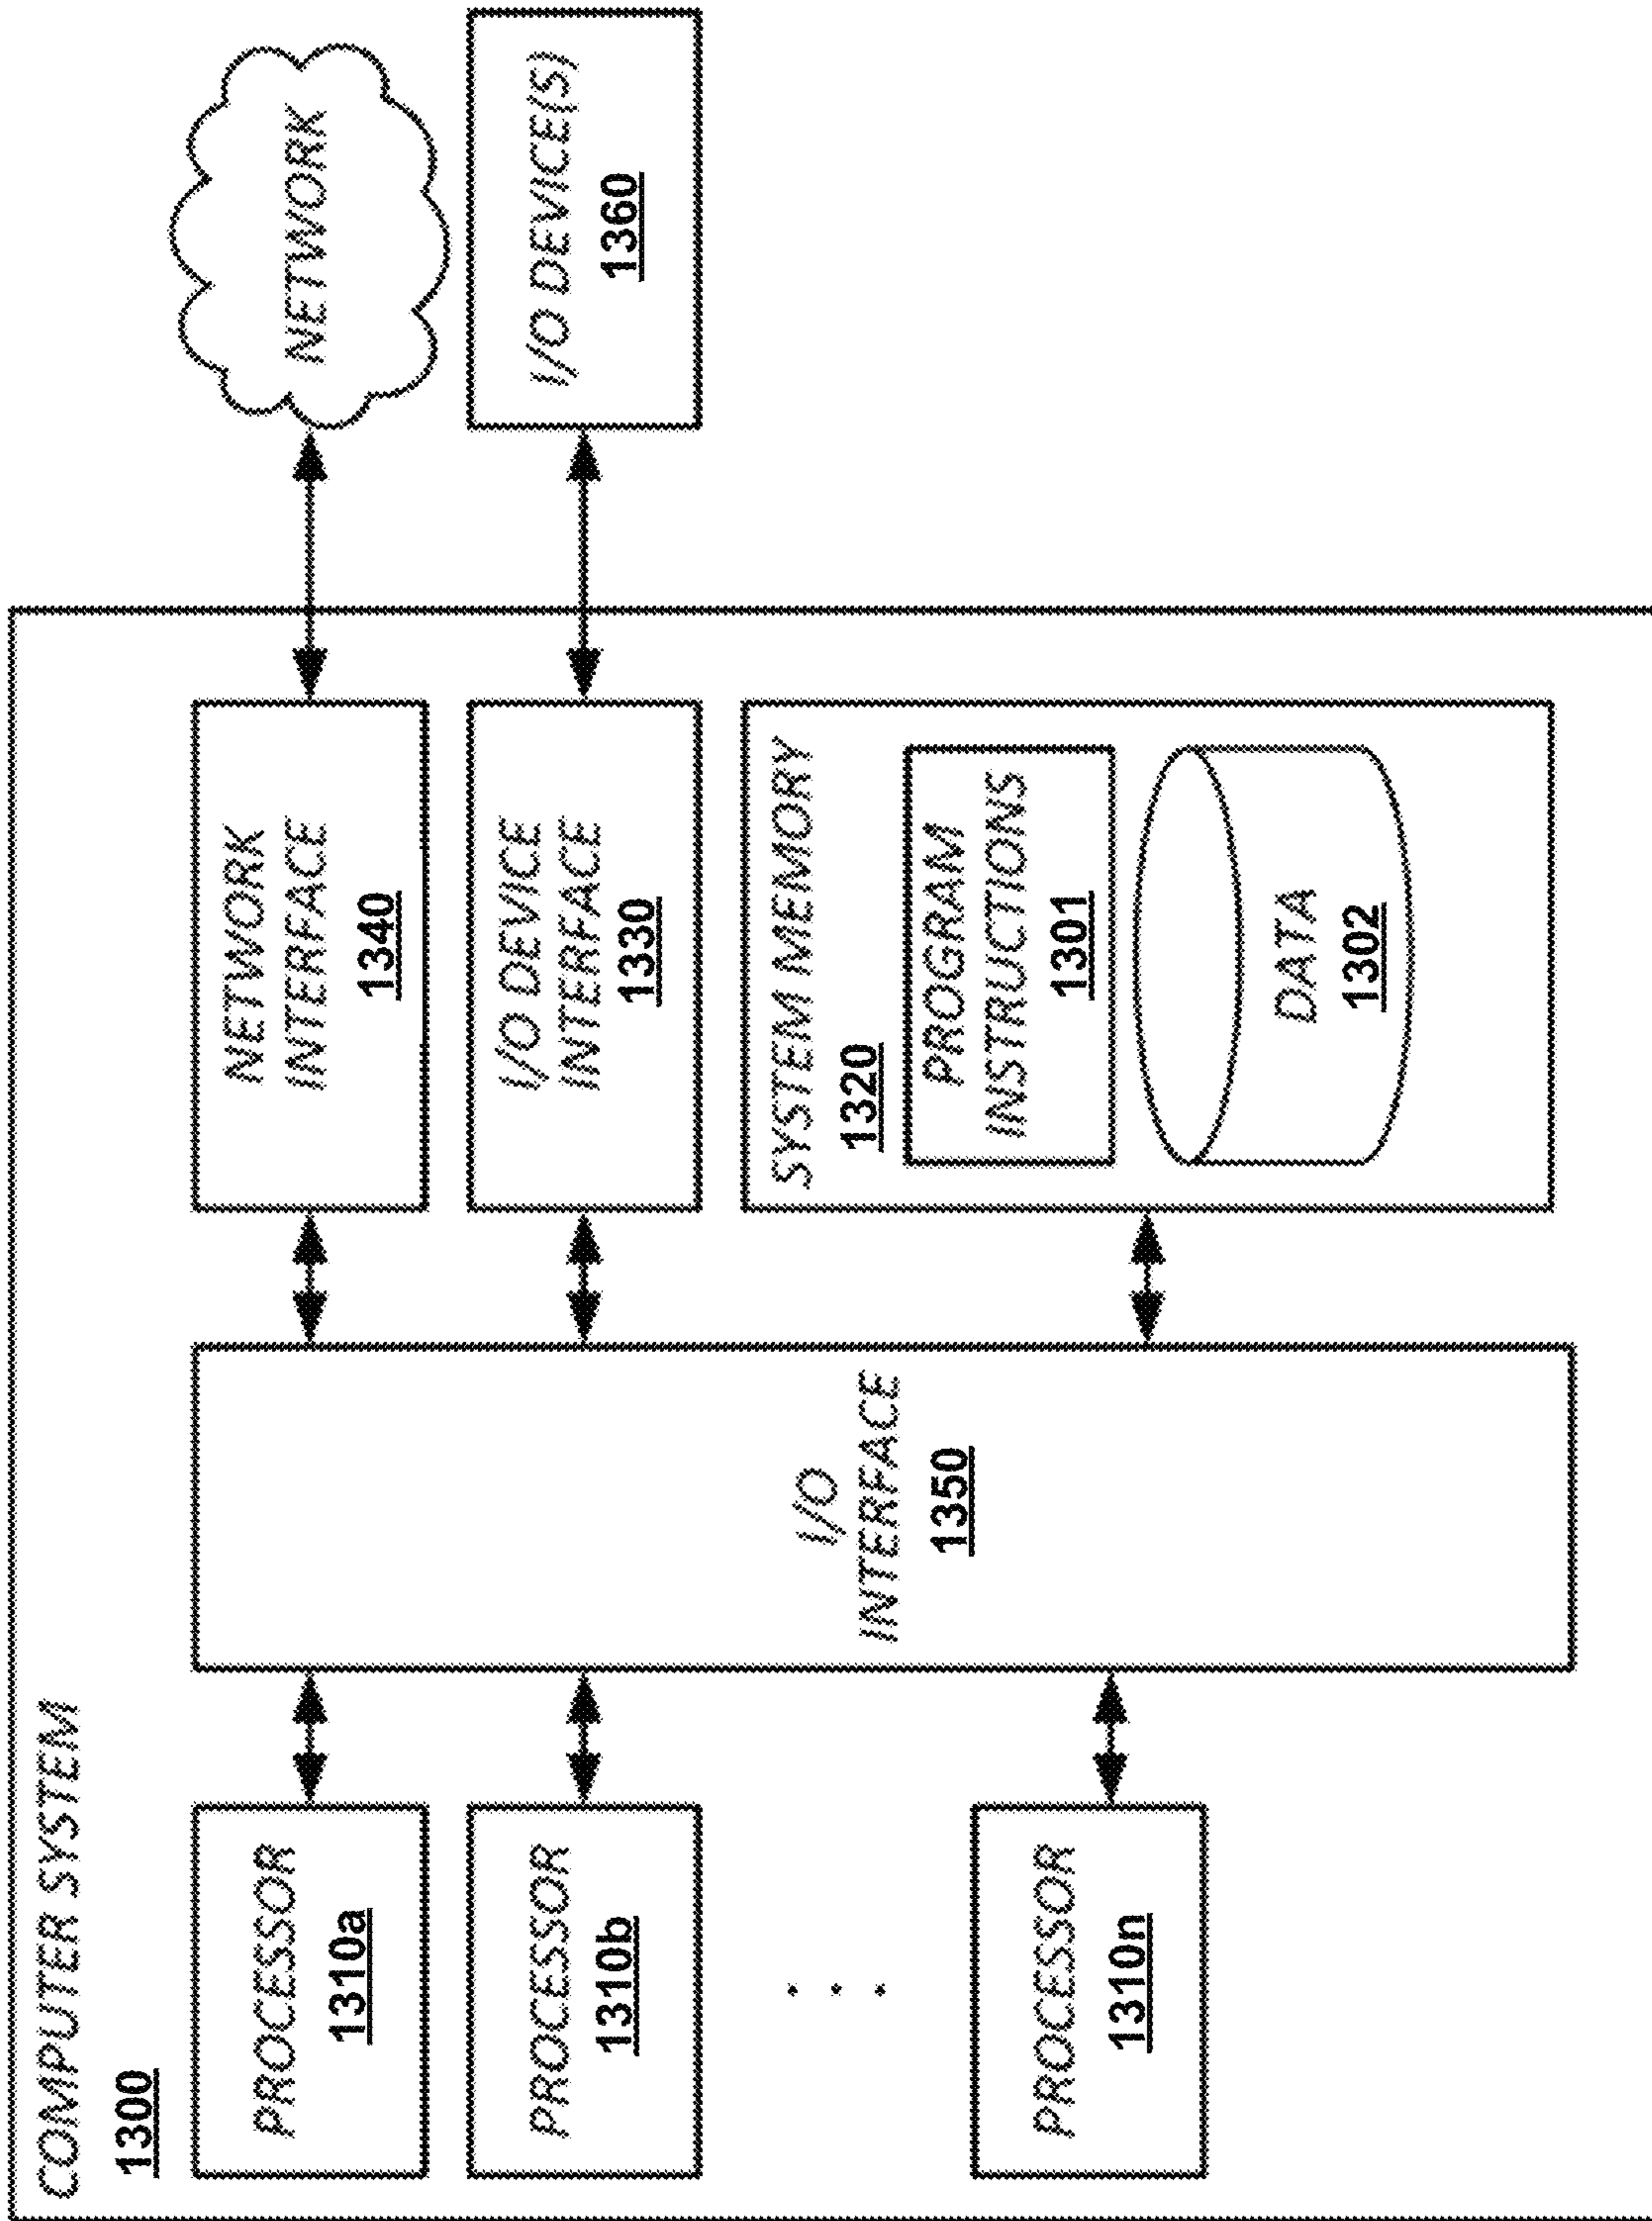 COMPUTER SYSTEM
1300
PROCESSOR
1310a
PROCESSOR
1310b
. . .
PROCESSOR
1310n
I/O
INTERFACE
1350
NETWORK
INTERFACE
1340
I/O DEVICE
INTERFACE
1330
SYSTEM MEMORY
1320
PROGRAM
INSTRUCTIONS
1301
DATA
1302
NETWORK
I/O DEVICE(S)
1360